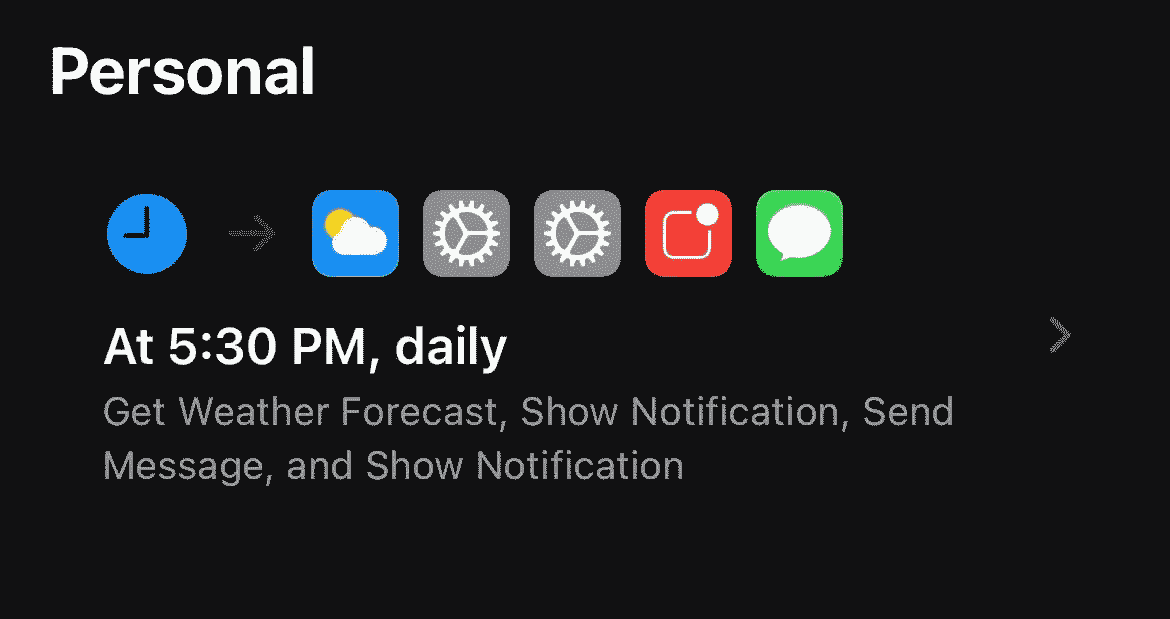 Personal
At 5:30 PM, daily
Get Weather Forecast, Show Notification, Send
Message, and Show Notification